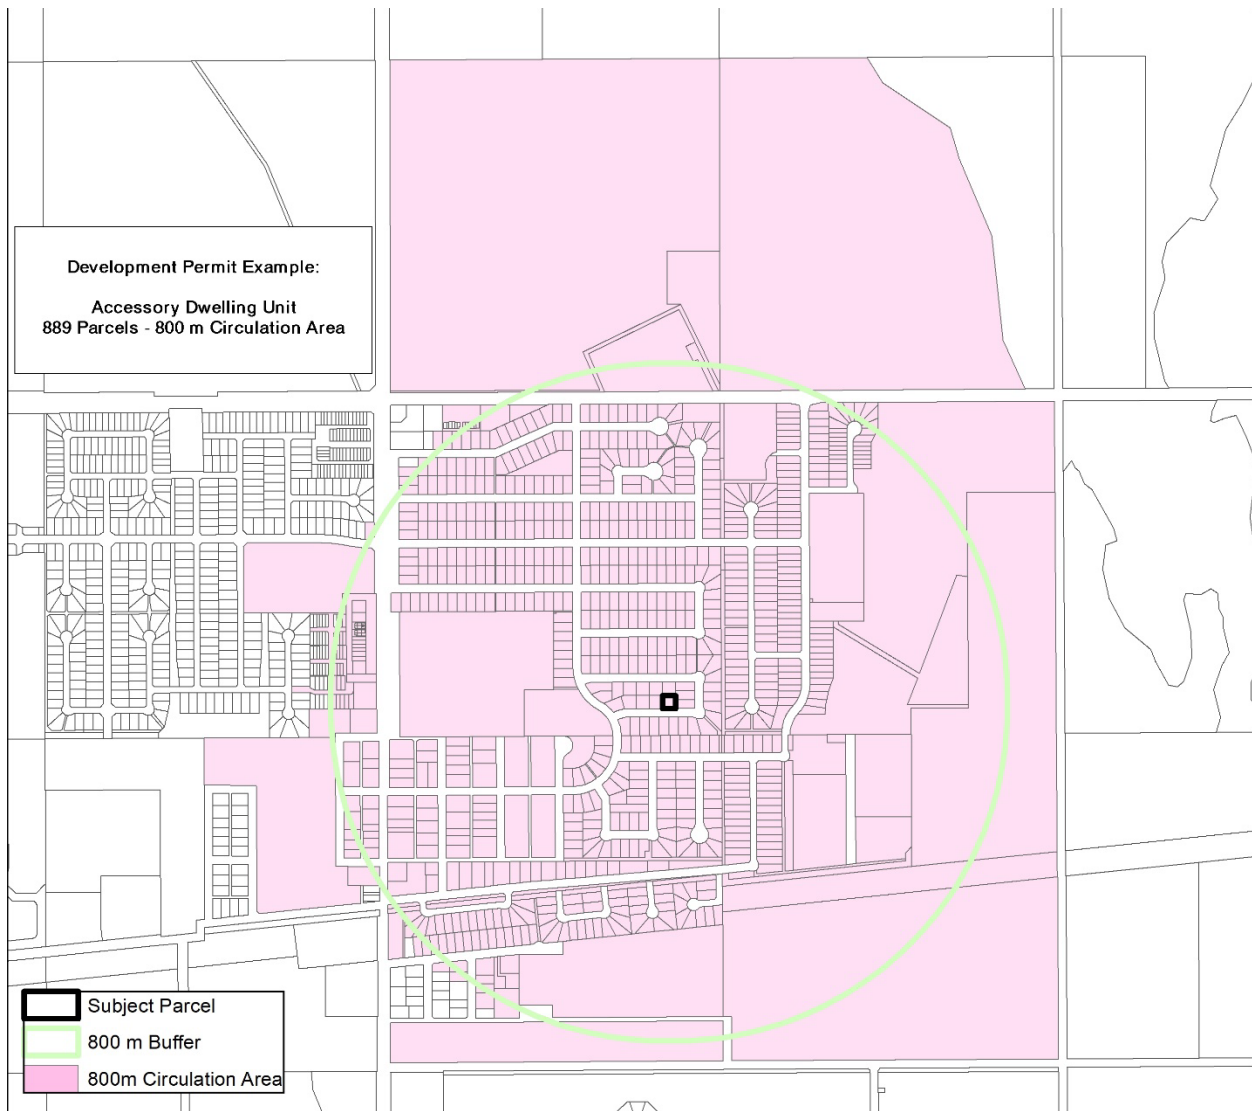 Development Permit Example:
Accessory Dwelling Unit
889 Parcels - 800 m Circulation Area
Subject Parcel
800 m Buffer
800m Circulation Area